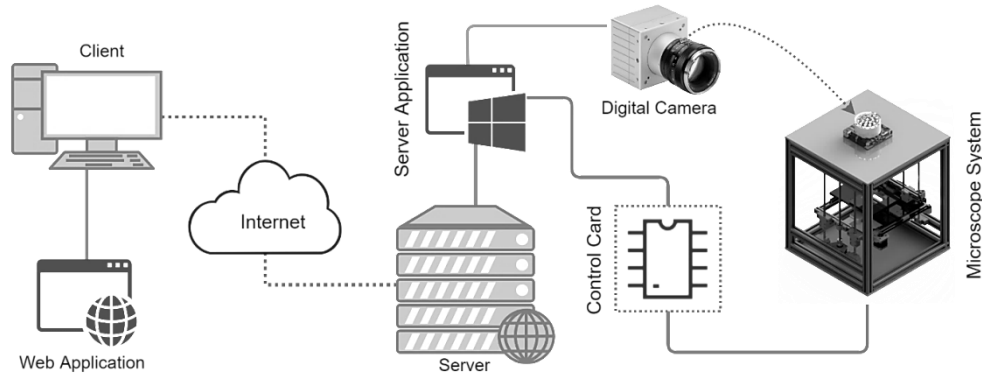 Client
Internet
Web Application
Server Application
Server
Digital Camera
Control Card
Microscope System